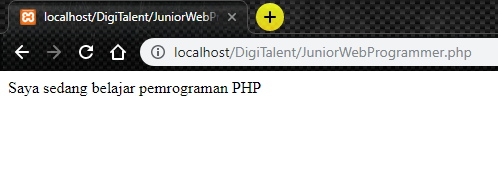 localhost/DigiTalent/JuniorWebP
localhost/DigiTalent/JuniorWebProgrammer.php
Saya sedang belajar pemrograman PHP